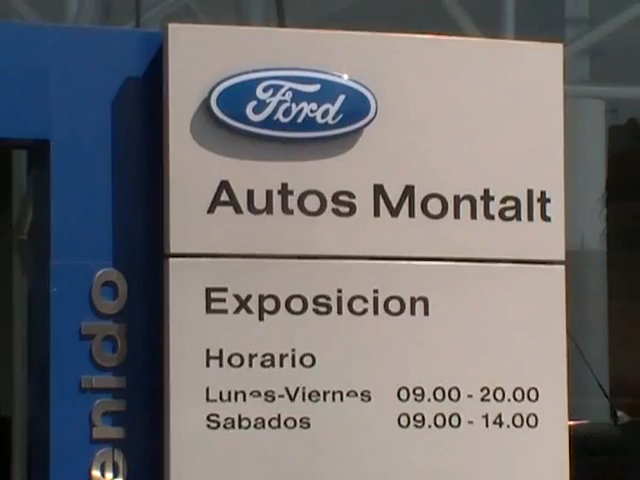 Ford
Autos Montalt
Exposicion
Horario
Lunes-Viernes 09.00 - 20.00
Sabados 09.00 - 14.00
enido